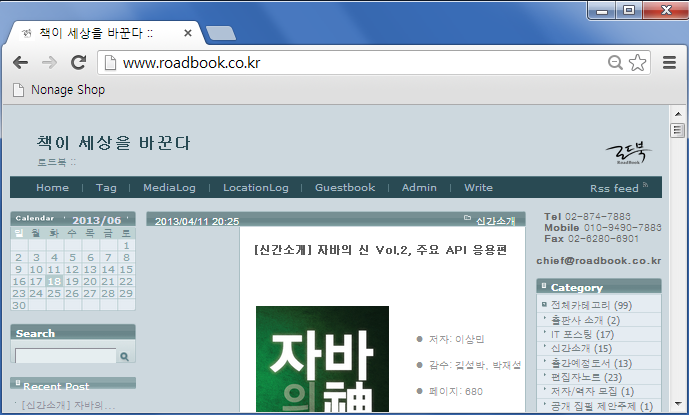 책이 세상을 바꾼다 ::
www.roadbook.co.kr
Nonage Shop
책이 세상을 바꾼다
로드북 ::
로드북
RoadBook
Home | Tag | MediaLog | LocationLog | Guestbook | Admin | Write
Rss feed
Calendar 2013/06
일 월 화 수 목 금 토
1
2 3 4 5 6 7 8
9 10 11 12 13 14 15
16 17 18 19 20 21 22
23 24 25 26 27 28 29
30
Search
Recent Post
[신간소개] 자바의...
2013/04/11 20:25
신간소개
[신간소개] 자바의 신 Vol.2, 주요 API 응용편
자바
의 神
저자: 이상민
감수: 김성박, 박재성
페이지: 680
Tel 02-874-7883
Mobile 010-9490-7883
Fax 02-6280-6901
chief@roadbook.co.kr
Category
전체카테고리 (99)
출판사 소개 (2)
IT 포스팅 (17)
신간소개 (15)
출간예정도서 (13)
편집자노트 (23)
저자/역자 모집 (1)
공개 집필 제안주제 (1)